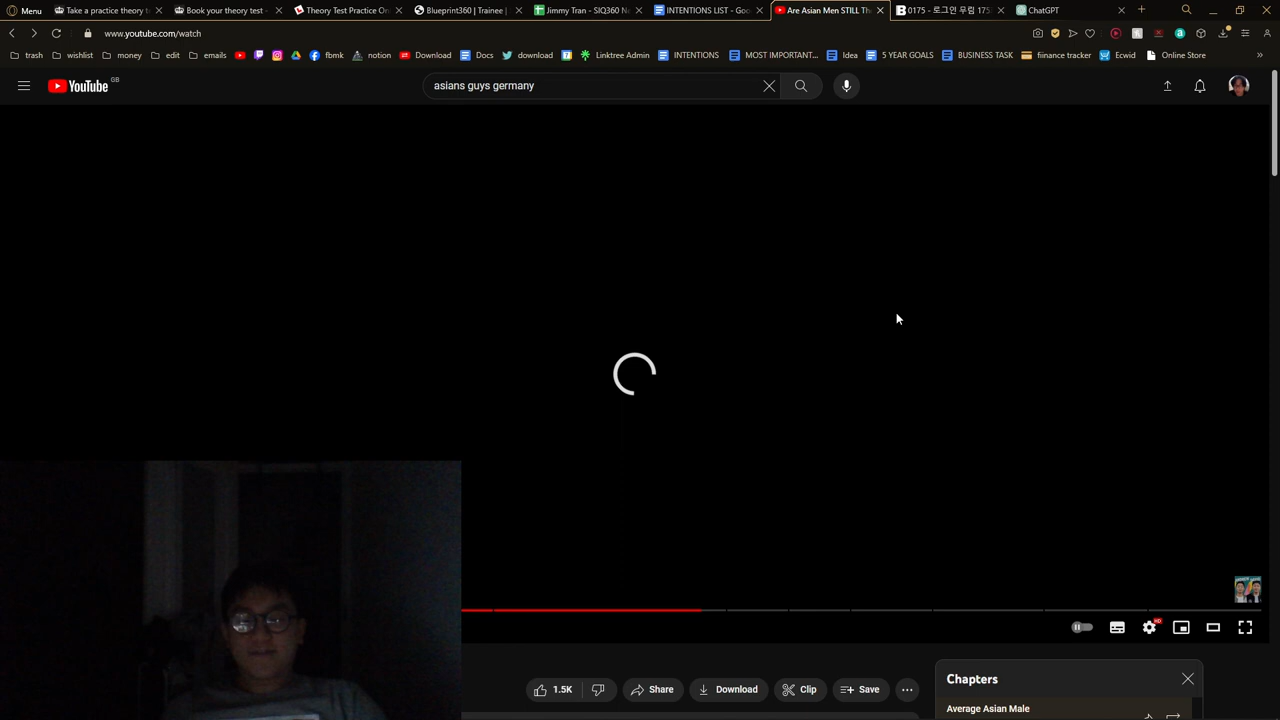 Menu
Take a practice theory t
Book your theory test -
Theory Test Practice On
Blueprint360 | Trainee |
Jimmy Tran - SIQ360 Na
INTENTIONS LIST - Goo
Are Asian Men STILL Th
0175 - 로그인 무림 175
ChatGPT
www.youtube.com/watch
trash
wishlist
money
edit
emails
fbmk
notion
Download
Docs
download
Linktree Admin
INTENTIONS
MOST IMPORTANT...
Idea
5 YEAR GOALS
BUSINESS TASK
fiinance tracker
Ecwid
Online Store
YouTube GB
asians guys germany
HD
1.5K
Share
Download
Clip
Save
Chapters
Average Asian Male